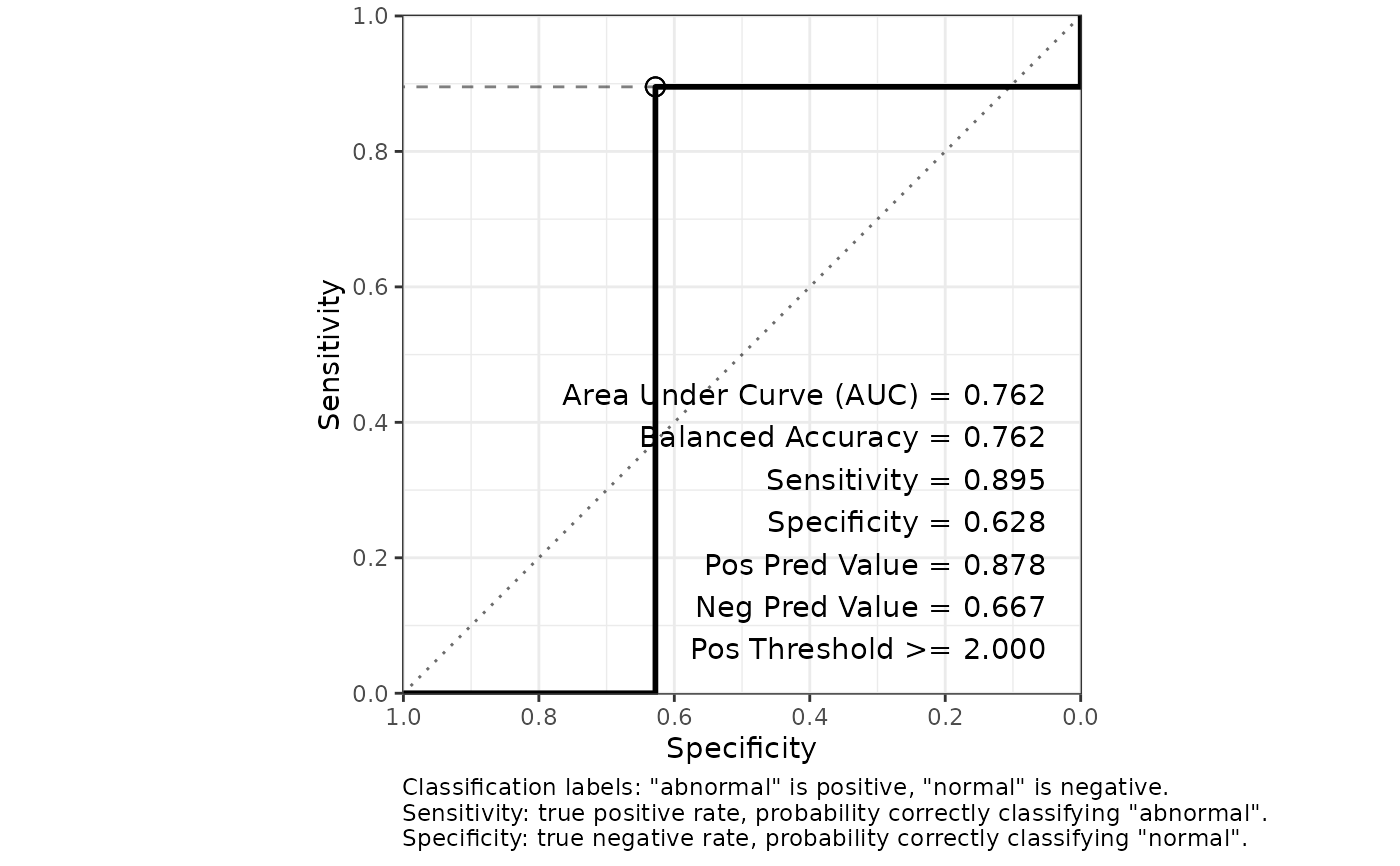 1.0
0.8
0.6
0.4
0.2
0.0
Sensitivity
Area Under Curve (AUC) = 0.762
Balanced Accuracy = 0.762
Sensitivity = 0.895
Specificity = 0.628
Pos Pred Value = 0.878
Neg Pred Value = 0.667
Pos Threshold >= 2.000
1.0 0.8 0.6 0.4 0.2 0.0
Specificity
Classification labels: "abnormal" is positive, "normal" is negative.
Sensitivity: true positive rate, probability correctly classifying "abnormal".
Specificity: true negative rate, probability correctly classifying "normal".